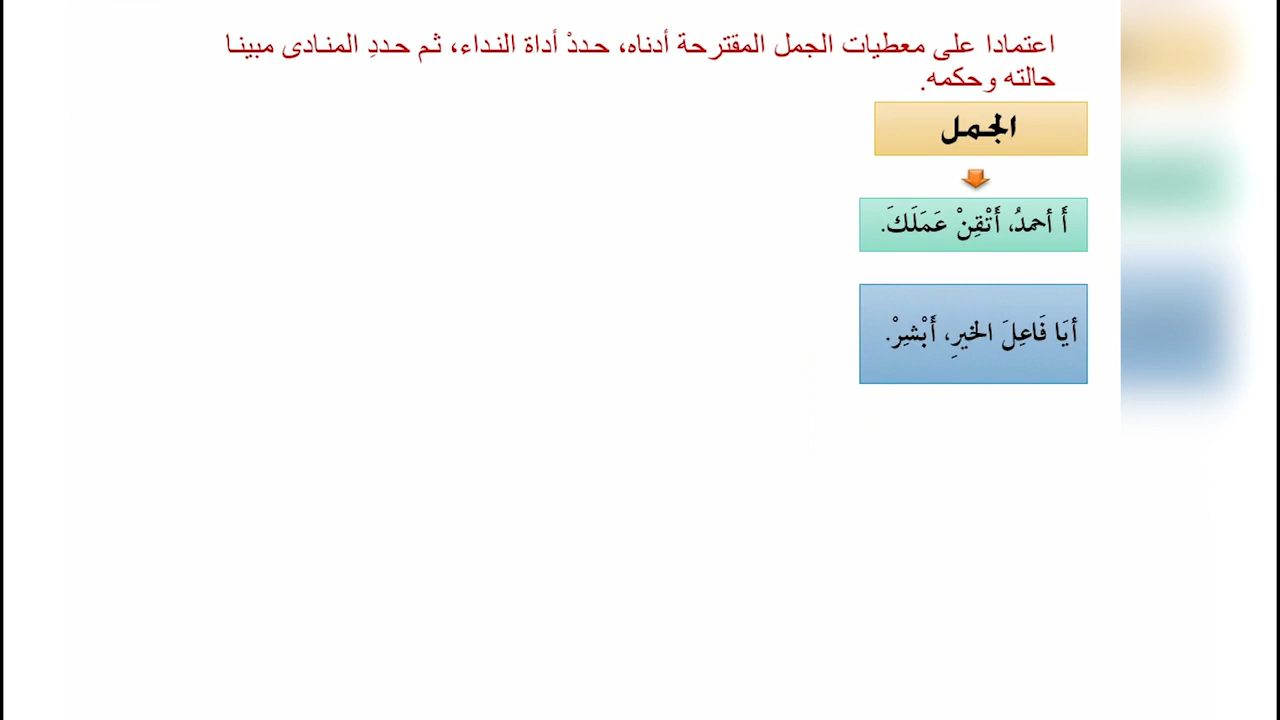 اعتمادا على معطيات الجمل المقترحة أدناه، حددْ أداة النداء، ثم حددِ المنادى مبينا
حالته وحكمه.
الجمل
أَ أحمدُ، أَتْقِنْ عَمَلَكَ.
أيَا فَاعِلَ الخيرِ، أَبْشِرْ.